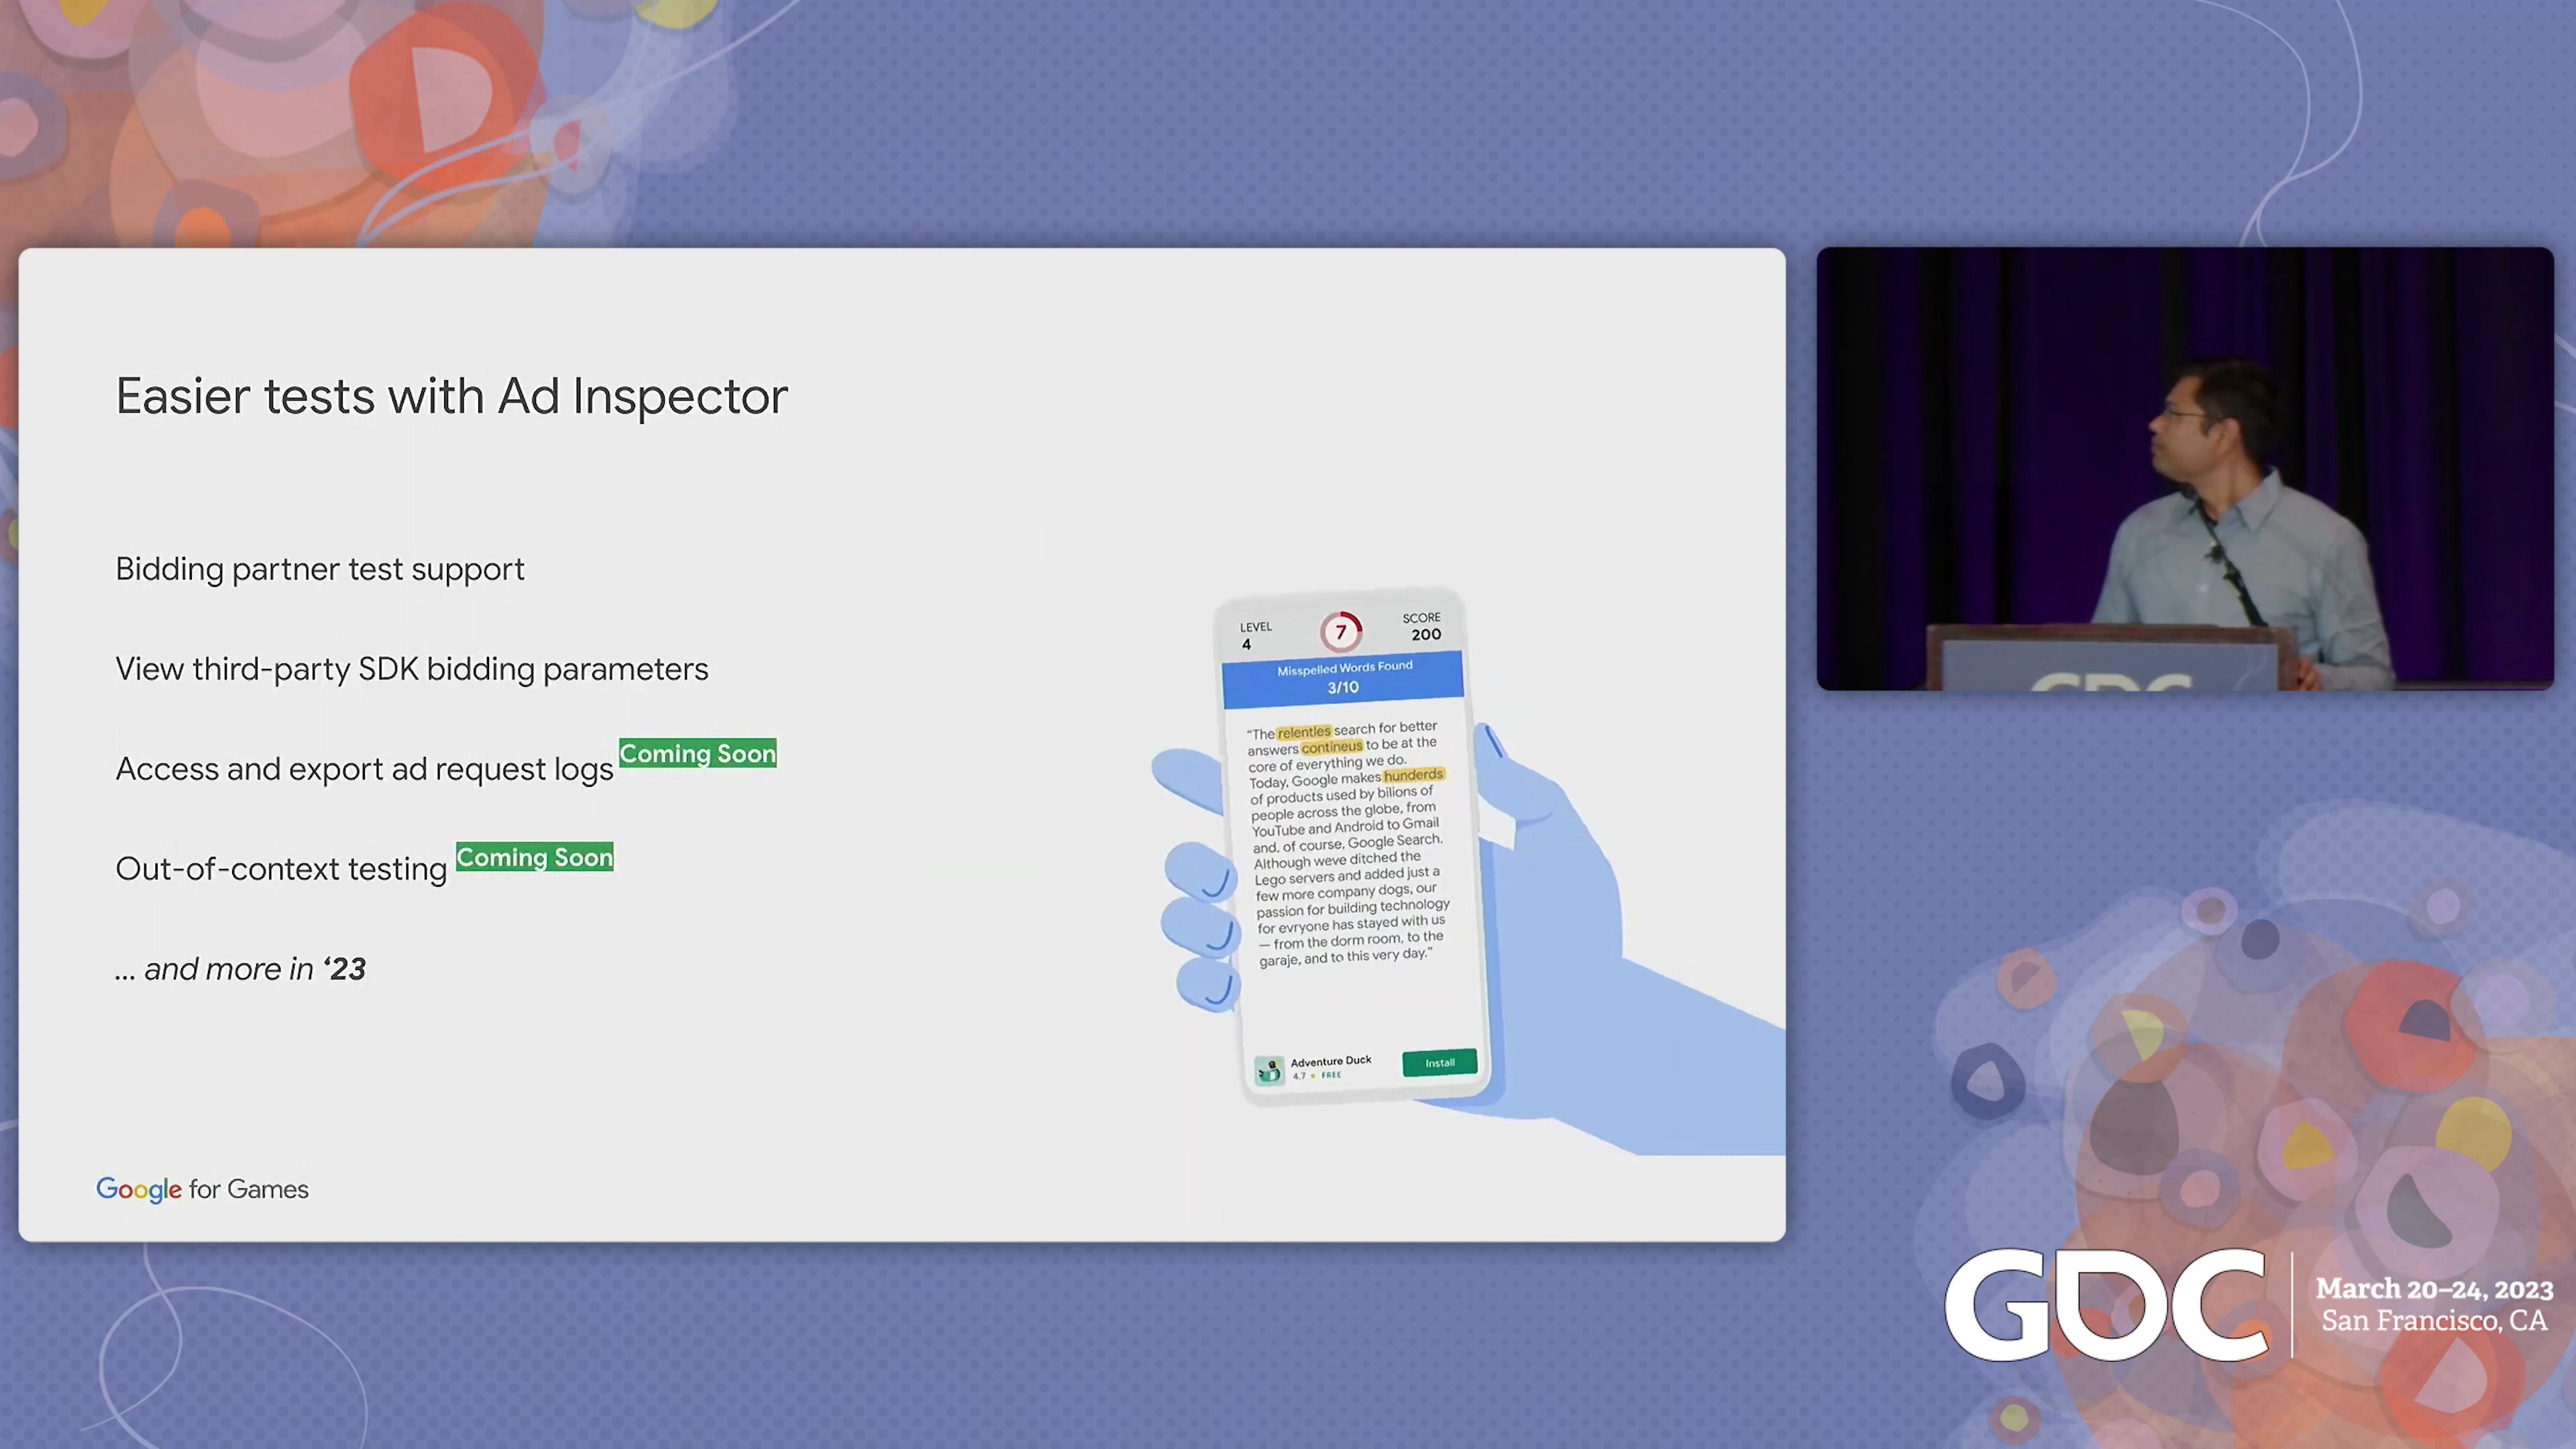 Easier tests with Ad Inspector
Bidding partner test support
View third-party SDK bidding parameters
Access and export ad request logs Coming Soon
Out-of-context testing Coming Soon
... and more in ‘23
Google for Games
LEVEL
4
7
SCORE
200
Misspelled Words Found
3/10
“The relentles search for better
answers contineus to be at the
core of everything we do.
Today, Google makes hunderds
of products used by bilions of
people across the globe, from
YouTube and Android to Gmail
and, of course, Google Search.
Although weve ditched the
Lego servers and added just a
few more company dogs, our
passion for building technology
for evryone has stayed with us
— from the dorm room, to the
garaje, and to this very day.”
Adventure Duck
4.7 ★ FREE
Install
GDC
GDC
March 20–24, 2023
San Francisco, CA